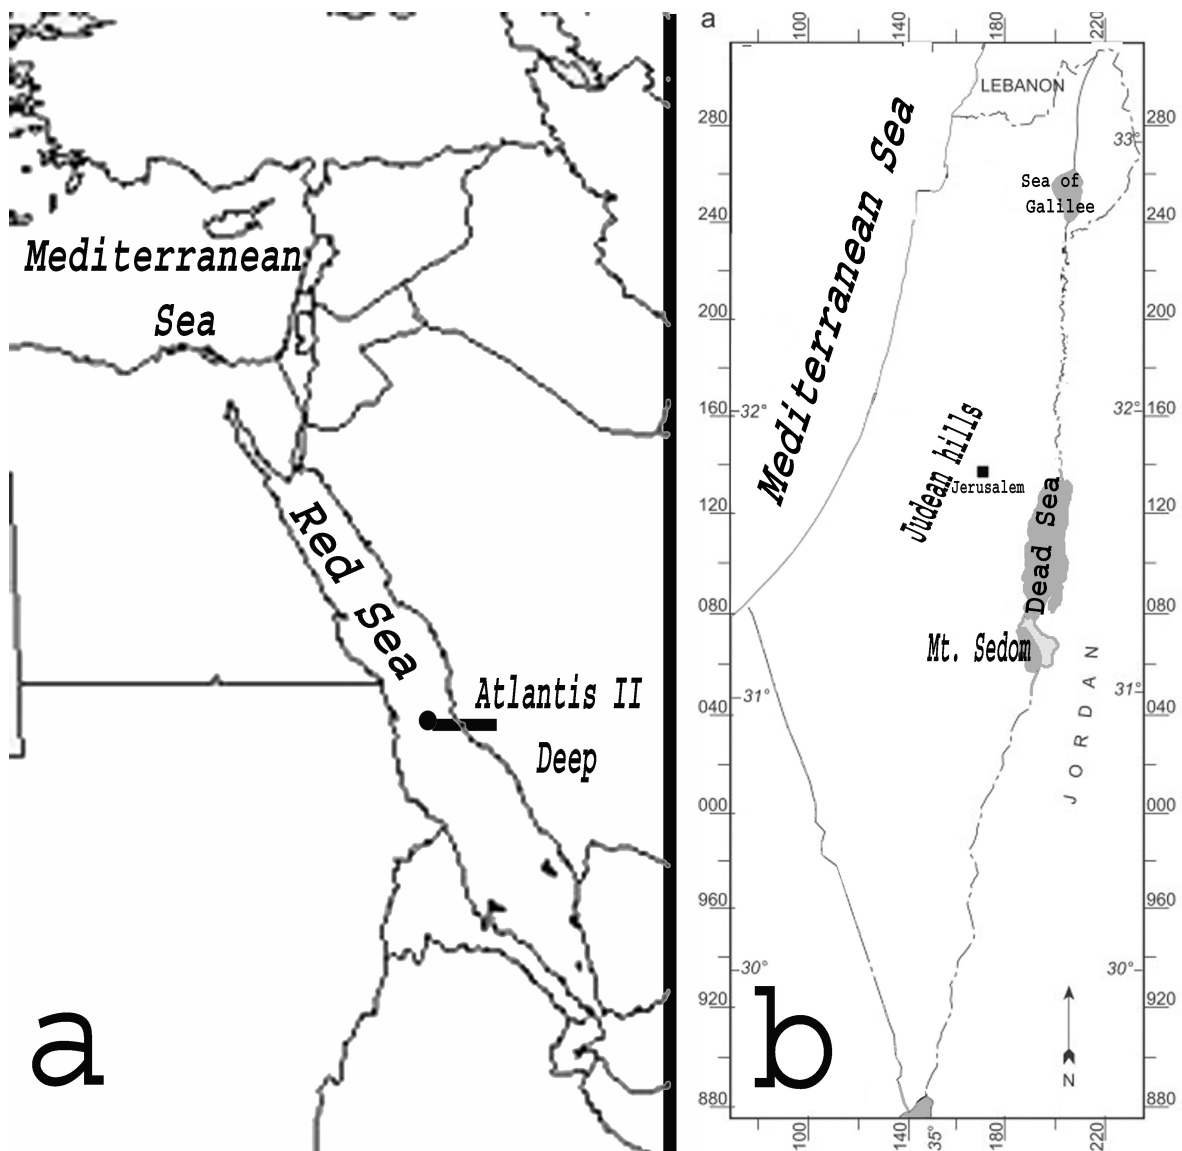 Mediterranean
Sea
Red Sea
Atlantis II
Deep
a
a
100
140
180
220
LEBANON
Mediterranean Sea
280
280
33°
Sea of
Galilee
240
240
200
200
160
32°
32°
160
Judean hills
Jerusalem
120
120
Dead Sea
080
080
Mt. Sedom
JORDAN
31°
31°
040
040
000
000
960
960
30°
30°
920
920
b
N
880
880
100
140
35°
180
220